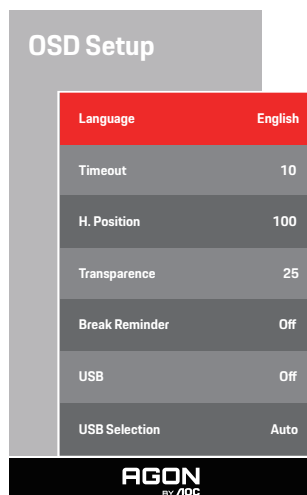 OSD Setup
Language English
Timeout 10
H. Position 100
Transparence 25
Break Reminder Off
USB Off
USB Selection Auto
AGON
BY AOC